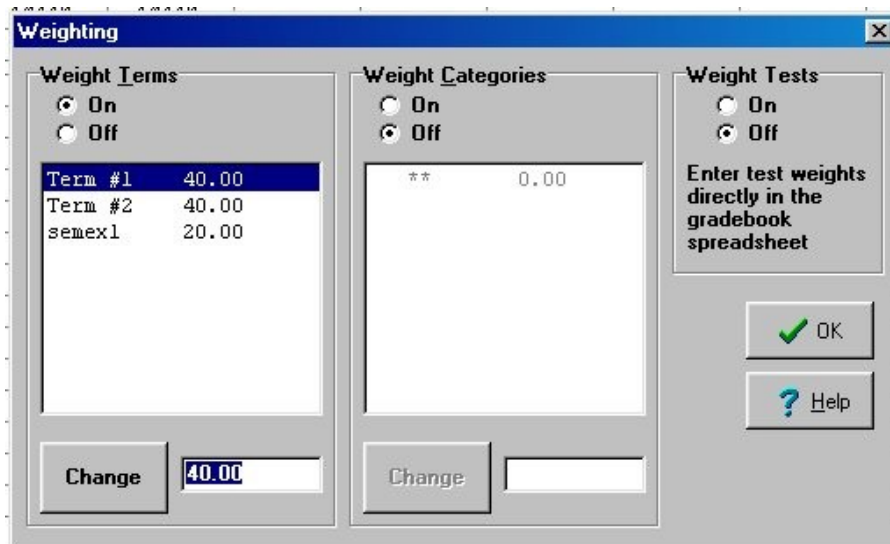 Weighting
Weight Terms
On
Off
Term #1 40.00
Term #2 40.00
semex1 20.00
Change 40.00
Weight Categories
On
Off
** 0.00
Change
Weight Tests
On
Off
Enter test weights
directly in the
gradebook
spreadsheet
OK
Help